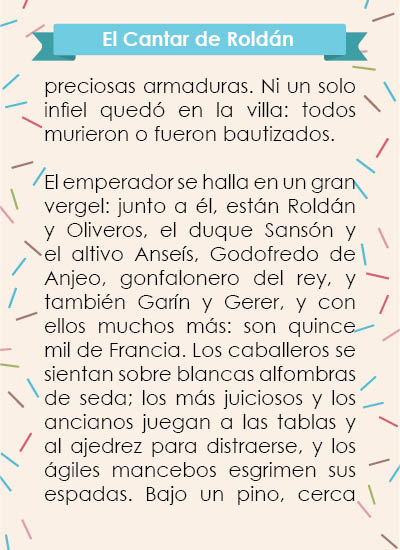 El Cantar de Roldán
preciosas armaduras. Ni un solo
infiel quedó en la villa: todos
murieron o fueron bautizados.
El emperador se halla en un gran
vergel: junto a él, están Roldán
y Oliveros, el duque Sansón y
el altivo Anseís, Godofredo de
Anjeo, gonfalonero del rey, y
también Garín y Gerer, y con
ellos muchos más: son quince
mil de Francia. Los caballeros se
sientan sobre blancas alfombras
de seda; los más juiciosos y los
ancianos juegan a las tablas y
al ajedrez para distraerse, y los
ágiles mancebos esgrimen sus
espadas. Bajo un pino, cerca